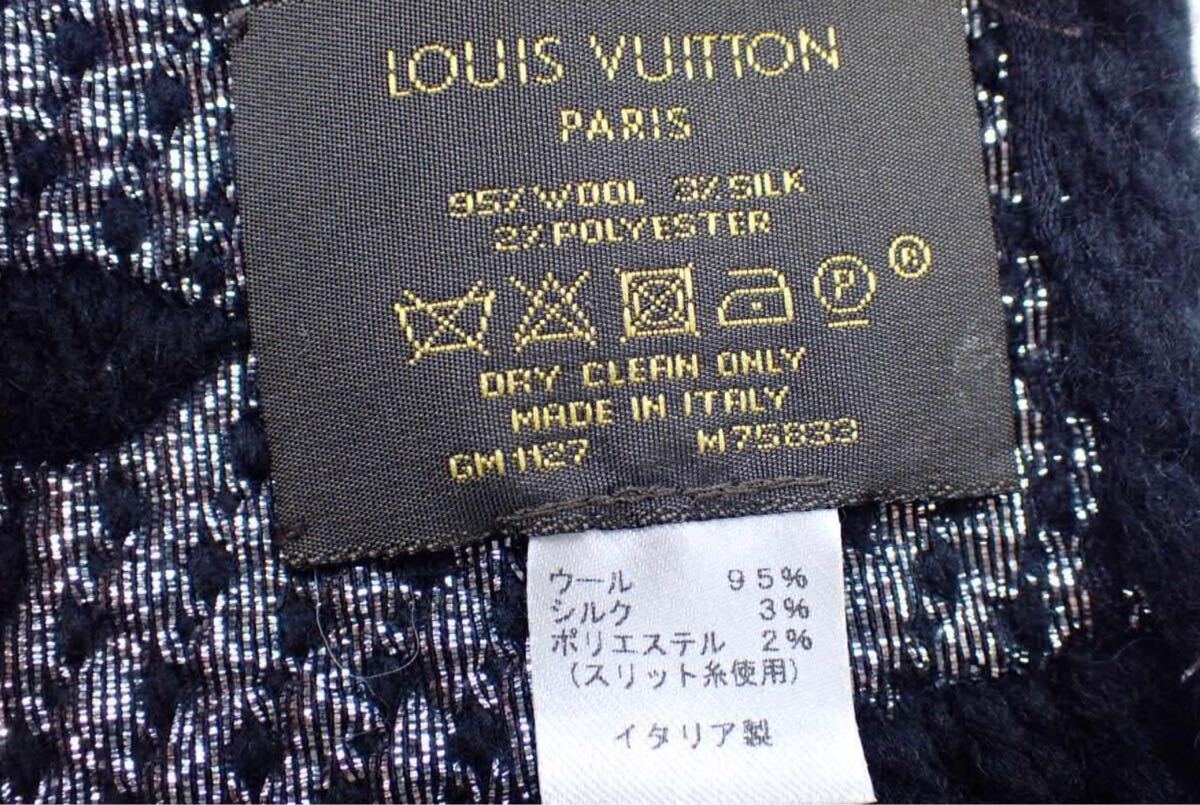 LOUIS VUITTON
PARIS
95% WOOL 3% SILK
2% POLYESTER
P ®
DRY CLEAN ONLY
MADE IN ITALY
GM1127 M75833
ウール 95%
シルク 3%
ポリエステル 2%
(スリット糸使用)
イタリア製